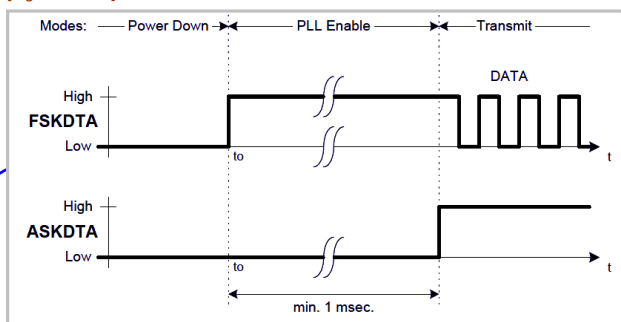 Modes: Power Down PLL Enable Transmit
DATA
High
FSKDTA
Low
to
t
High
ASKDTA
Low
to
t
min. 1 msec.